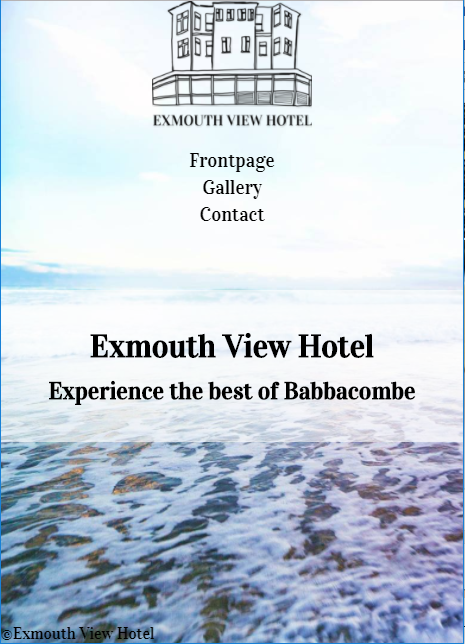 EXMOUTH VIEW HOTEL
Frontpage
Gallery
Contact
Exmouth View Hotel
Experience the best of Babbacombe
©Exmouth View Hotel